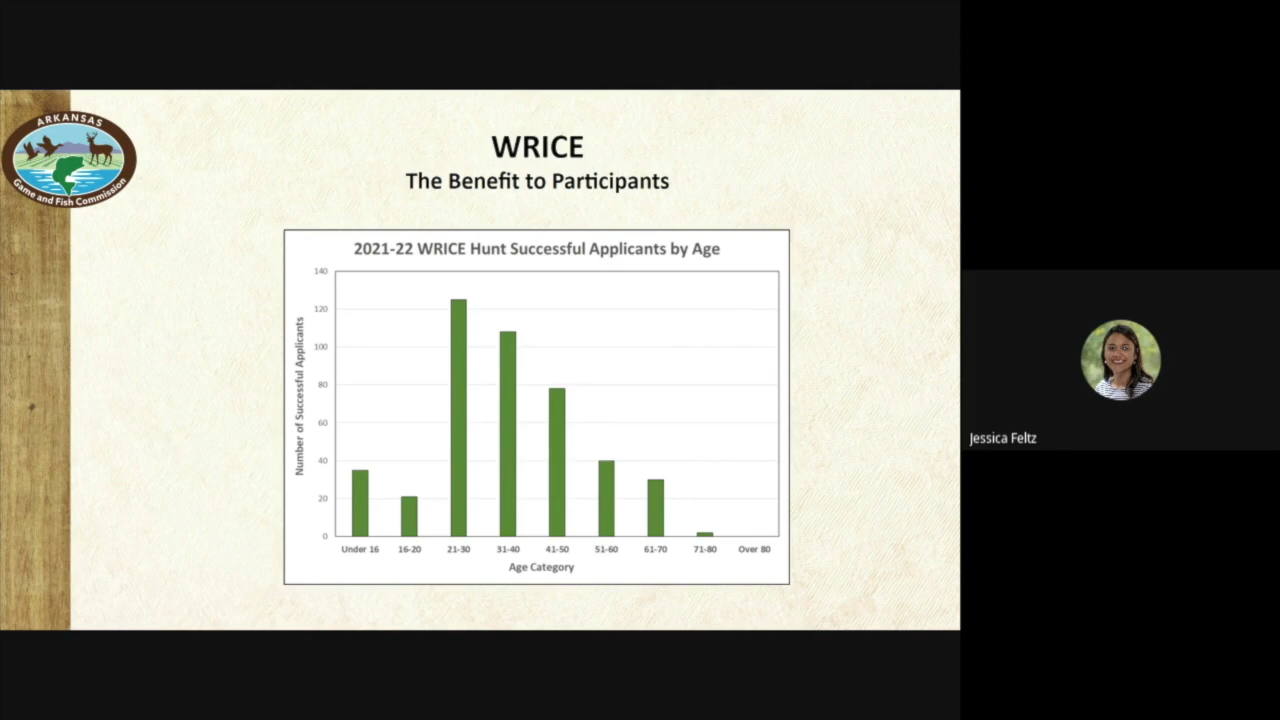 ARKANSAS
Game and Fish Commission
WRICE
The Benefit to Participants
2021-22 WRICE Hunt Successful Applicants by Age
Number of Successful Applicants
140
120
100
80
60
40
20
0
Under 16 16-20 21-30 31-40 41-50 51-60 61-70 71-80 Over 80
Age Category
Jessica Feltz